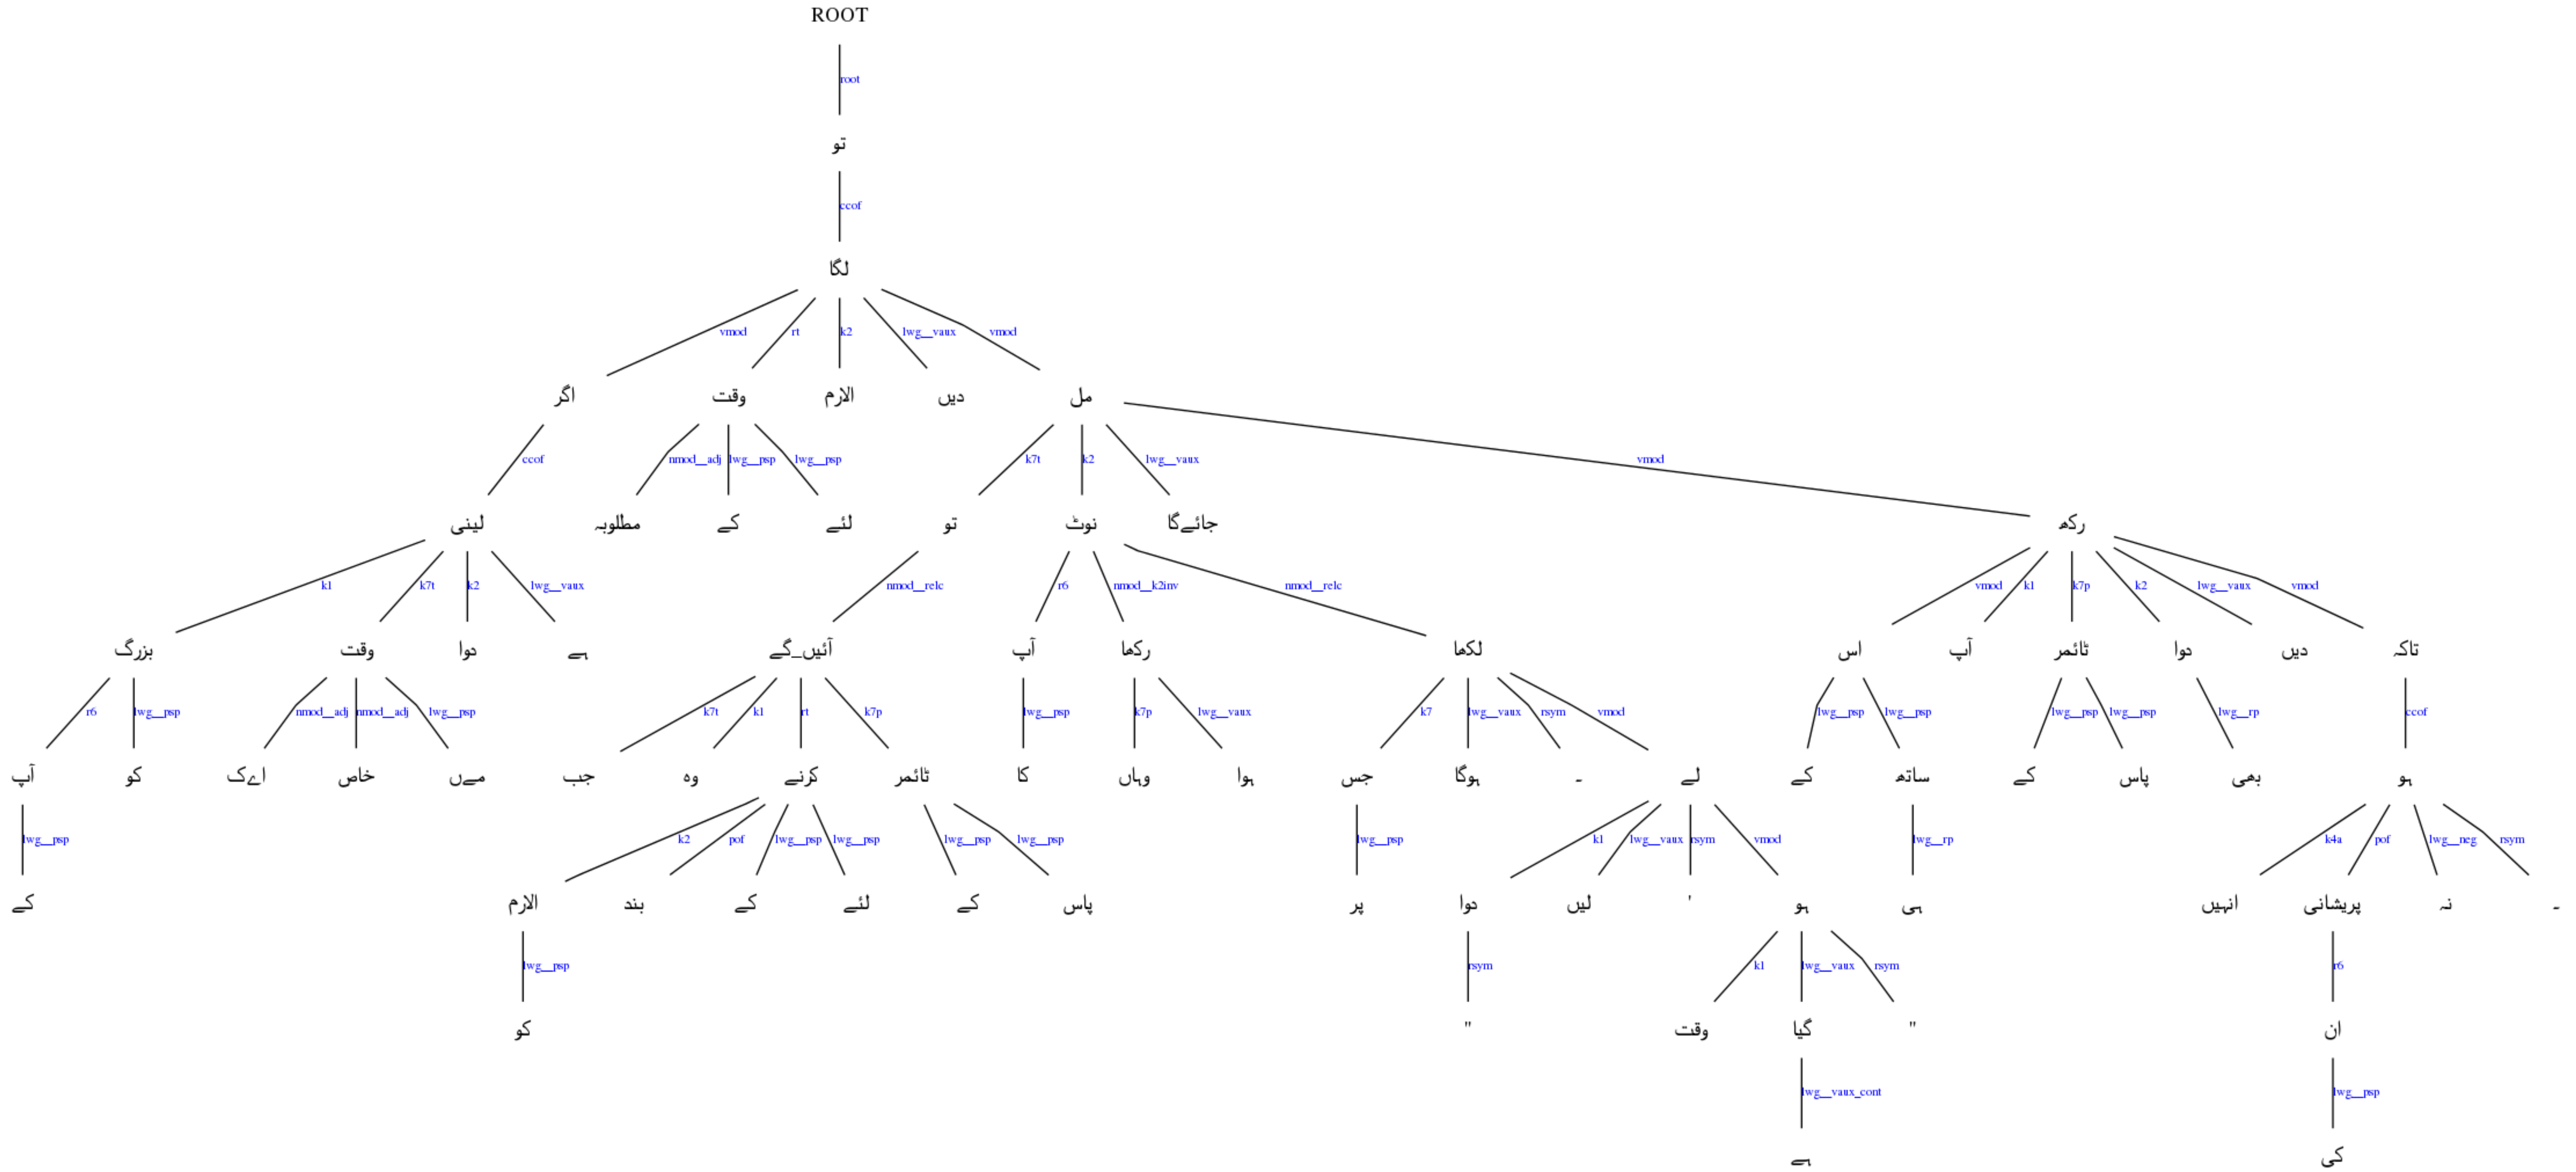 ROOT
root
تو
ccof
لگا
vmod rt k2 lwg__vaux vmod
اگر وقت الارم دیں مل
ccof nmod__adj lwg__psp lwg__psp k7t k2 lwg__vaux vmod
لینی مطلوبہ کے لئے تو نوٹ جائےگا رکھ
k1 k7t k2 lwg__vaux nmod__relc r6 nmod__k2inv nmod__relc vmod k1 k7p k2 lwg__vaux vmod
بزرگ وقت دوا ہے آئیں_گے آپ رکھا لکھا اس آپ ٹائمر دوا دیں تاکہ
r6 lwg__psp nmod__adj nmod__adj lwg__psp k7t k1 rt k7p lwg__psp k7p lwg__vaux k7 lwg__vaux rsym vmod lwg__psp lwg__psp lwg__psp lwg__psp lwg__rp ccof
آپ کو اےک خاص مےں جب وہ کرنے ٹائمر کا وہاں ہوا جس ہوگا ۔ لے کے ساتھ کے پاس بھی ہو
lwg__psp k2 pof lwg__psp lwg__psp lwg__psp lwg__psp lwg__psp k1 lwg__vaux rsym vmod lwg__rp k4a pof lwg__neg rsym
کے الارم بند کے لئے کے پاس پر دوا لیں ' ہو ہی انہیں پریشانی نہ ۔
lwg__psp rsym k1 lwg__vaux rsym r6
کو " وقت گیا " ان
lwg__vaux_cont lwg__psp
ہے کی